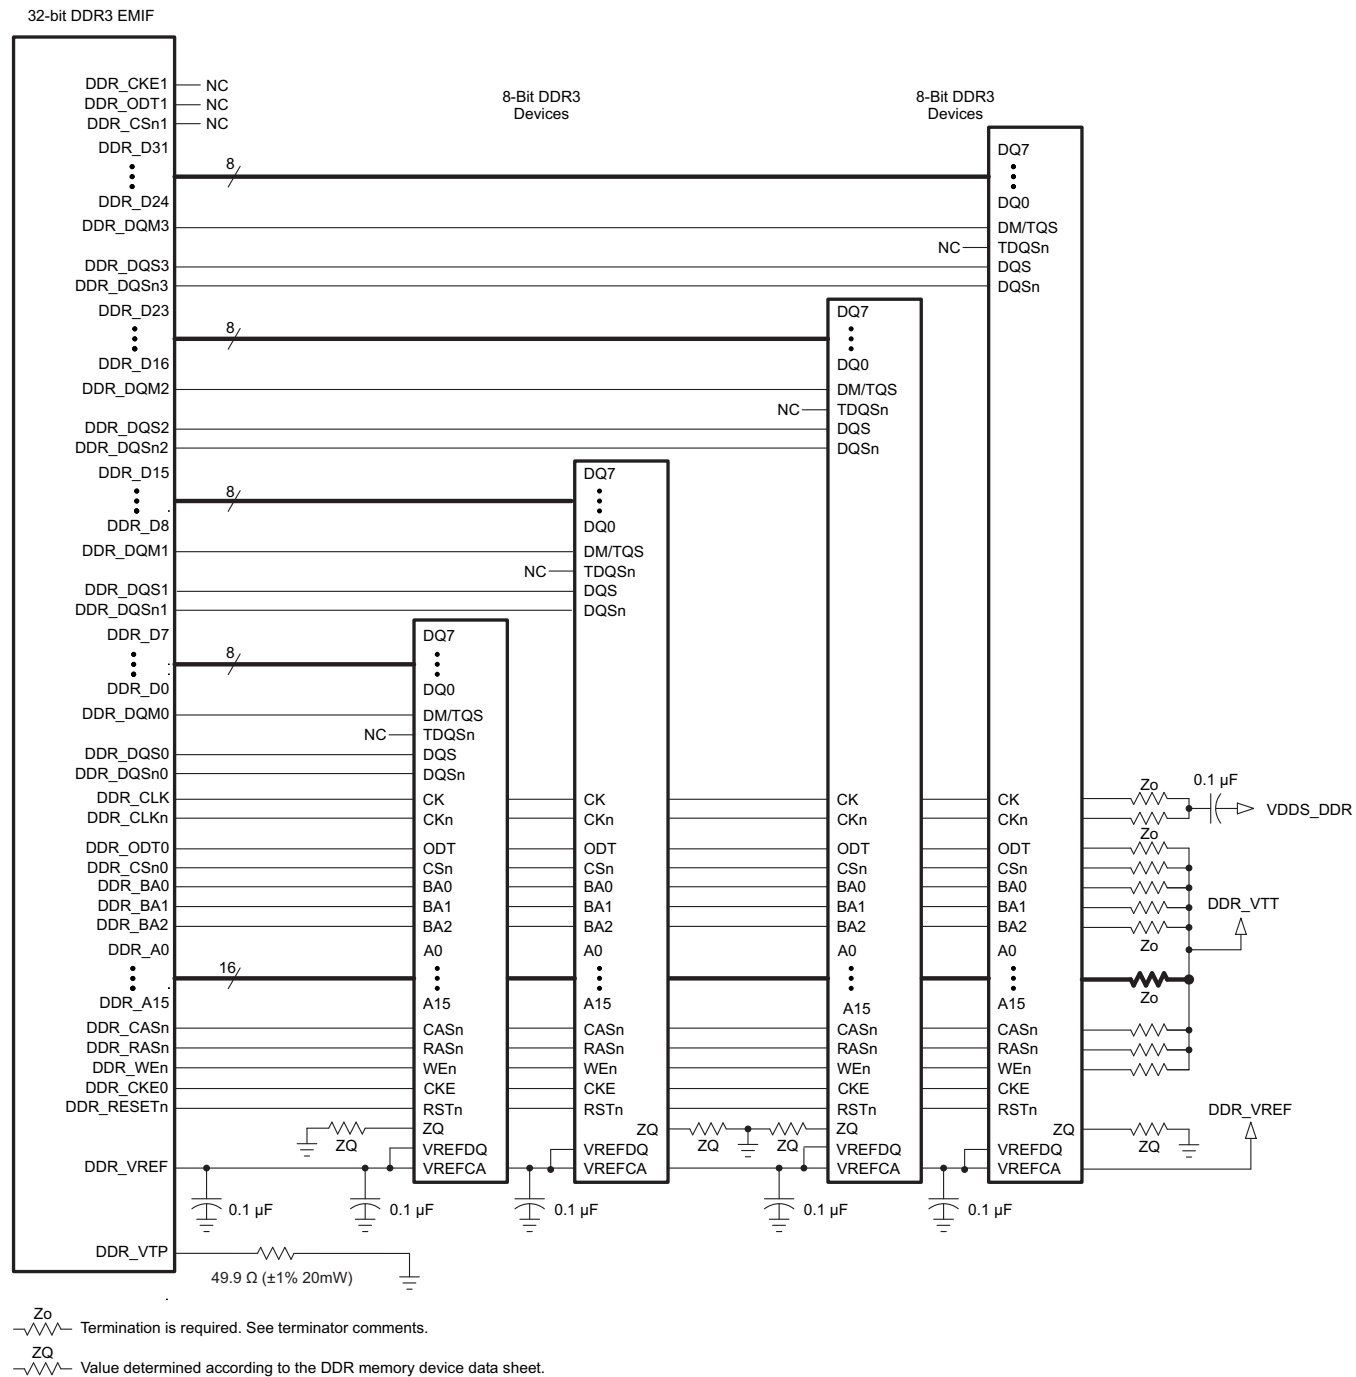 32-bit DDR3 EMIF
8-Bit DDR3
Devices
8-Bit DDR3
Devices
DDR_CKE1 NC
DDR_ODT1 NC
DDR_CSn1 NC
DDR_D31 8 DQ7
DDR_D24 DQ0
DDR_DQM3 DM/TQS
NC TDQSn
DDR_DQS3 DQS
DDR_DQSn3 DQSn
DDR_D23 8 DQ7
DDR_D16 DQ0
DDR_DQM2 DM/TQS
NC TDQSn
DDR_DQS2 DQS
DDR_DQSn2 DQSn
DDR_D15 8 DQ7
DDR_D8 DQ0
DDR_DQM1 DM/TQS
NC TDQSn
DDR_DQS1 DQS
DDR_DQSn1 DQSn
DDR_D7 8 DQ7
DDR_D0 DQ0
DDR_DQM0 DM/TQS
NC TDQSn
DDR_DQS0 DQS
DDR_DQSn0 DQSn
Zo 0.1 µF
DDR_CLK CK CK CK CK
VDDS_DDR
DDR_CLKn CKn CKn CKn CKn
Zo
DDR_ODT0 ODT ODT ODT ODT
DDR_CSn0 CSn CSn CSn CSn
DDR_BA0 BA0 BA0 BA0 BA0
DDR_BA1 BA1 BA1 BA1 BA1 DDR_VTT
DDR_BA2 BA2 BA2 BA2 BA2
Zo
DDR_A0 A0 A0 A0 A0
16
Zo
DDR_A15 A15 A15 A15 A15
DDR_CASn CASn CASn CASn CASn
DDR_RASn RASn RASn RASn RASn
DDR_WEn WEn WEn WEn WEn
DDR_CKE0 CKE CKE CKE CKE
DDR_RESETn RSTn RSTn RSTn RSTn DDR_VREF
ZQ ZQ ZQ ZQ
ZQ ZQ ZQ ZQ
VREFDQ VREFDQ VREFDQ VREFDQ
DDR_VREF VREFCA VREFCA VREFCA VREFCA
0.1 µF 0.1 µF 0.1 µF 0.1 µF 0.1 µF
DDR_VTP
49.9 Ω (±1% 20mW)
Zo
Termination is required. See terminator comments.
ZQ
Value determined according to the DDR memory device data sheet.